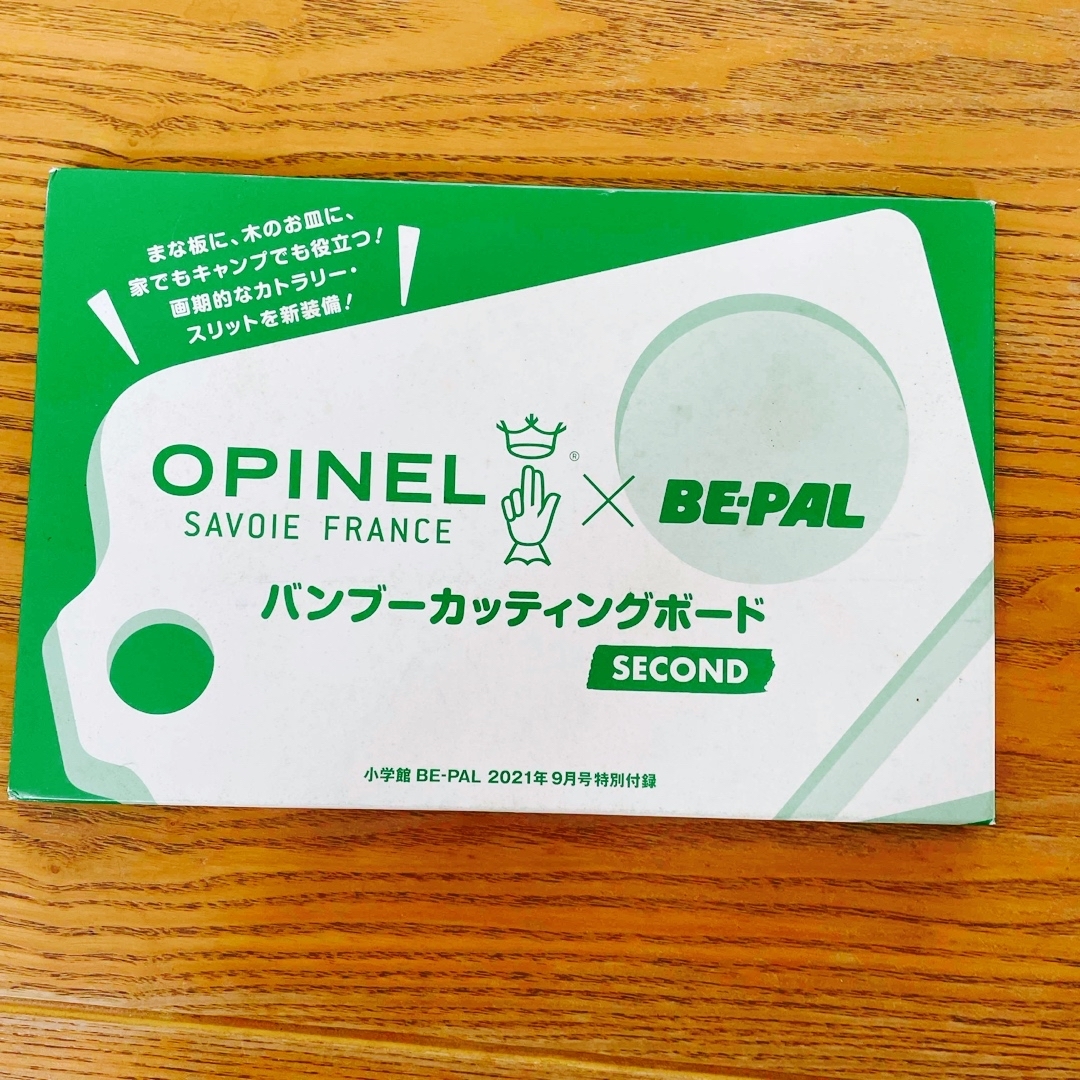 まな板に、木のお皿に、
家でもキャンプでも役立つ!
画期的なカトラリー・
スリットを新装備!
OPINEL ® × BE-PAL
SAVOIE FRANCE
バンブーカッティングボード
SECOND
小学館 BE-PAL 2021年9月号特別付録